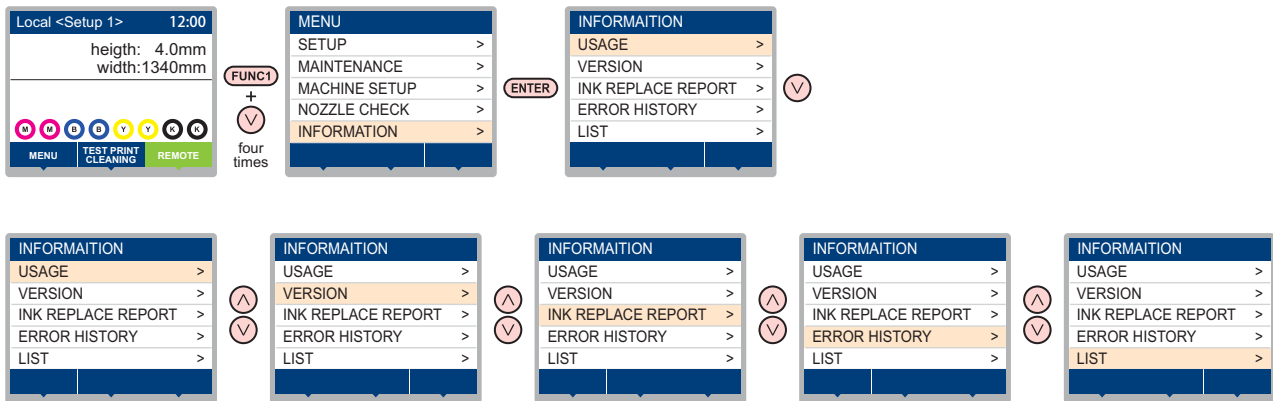 Local <Setup 1> 12:00
heigth: 4.0mm
width:1340mm
M M B B Y Y K K
MENU TEST PRINT CLEANING REMOTE
FUNC1
+
four
times
MENU
SETUP >
MAINTENANCE >
MACHINE SETUP >
NOZZLE CHECK >
INFORMATION >
ENTER
INFORMAITION
USAGE >
VERSION >
INK REPLACE REPORT >
ERROR HISTORY >
LIST >
INFORMAITION
USAGE >
VERSION >
INK REPLACE REPORT >
ERROR HISTORY >
LIST >
INFORMAITION
USAGE >
VERSION >
INK REPLACE REPORT >
ERROR HISTORY >
LIST >
INFORMAITION
USAGE >
VERSION >
INK REPLACE REPORT >
ERROR HISTORY >
LIST >
INFORMAITION
USAGE >
VERSION >
INK REPLACE REPORT >
ERROR HISTORY >
LIST >
INFORMAITION
USAGE >
VERSION >
INK REPLACE REPORT >
ERROR HISTORY >
LIST >